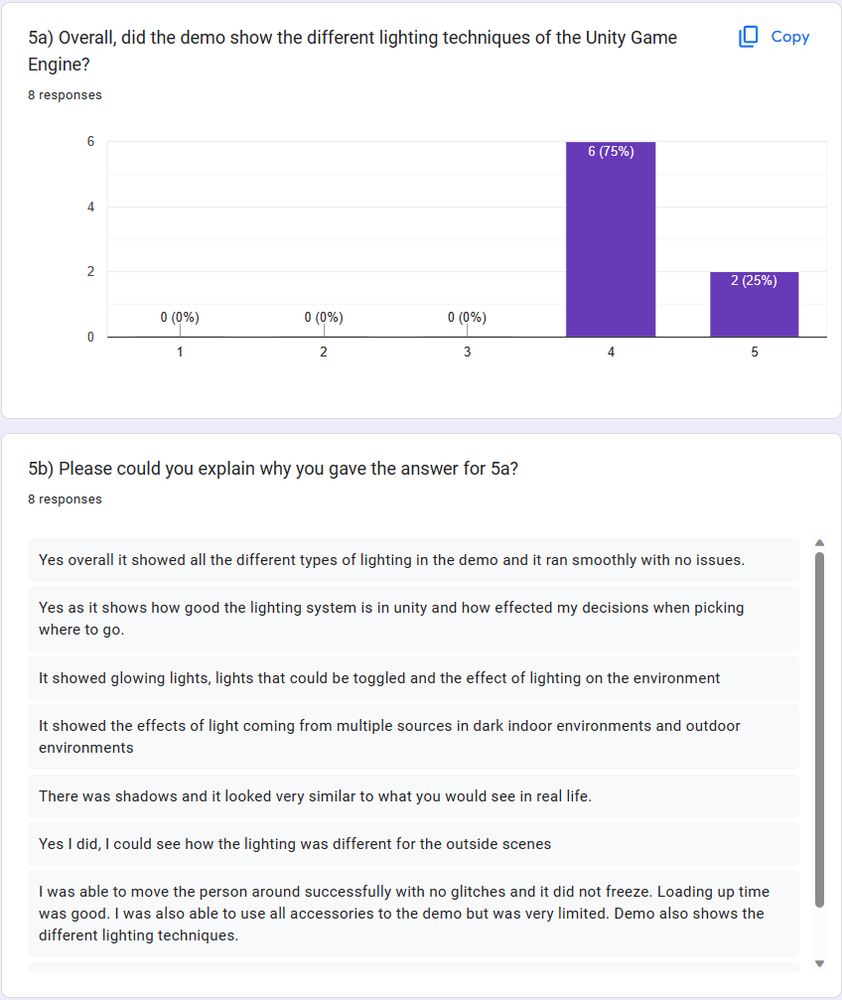 5a) Overall, did the demo show the different lighting techniques of the Unity Game
Engine?
Copy
8 responses
6
4
2
0
0 (0%)
0 (0%)
0 (0%)
6 (75%)
2 (25%)
1
2
3
4
5
5b) Please could you explain why you gave the answer for 5a?
8 responses
Yes overall it showed all the different types of lighting in the demo and it ran smoothly with no issues.
Yes as it shows how good the lighting system is in unity and how effected my decisions when picking
where to go.
It showed glowing lights, lights that could be toggled and the effect of lighting on the environment
It showed the effects of light coming from multiple sources in dark indoor environments and outdoor
environments
There was shadows and it looked very similar to what you would see in real life.
Yes I did, I could see how the lighting was different for the outside scenes
I was able to move the person around successfully with no glitches and it did not freeze. Loading up time
was good. I was also able to use all accessories to the demo but was very limited. Demo also shows the
different lighting techniques.